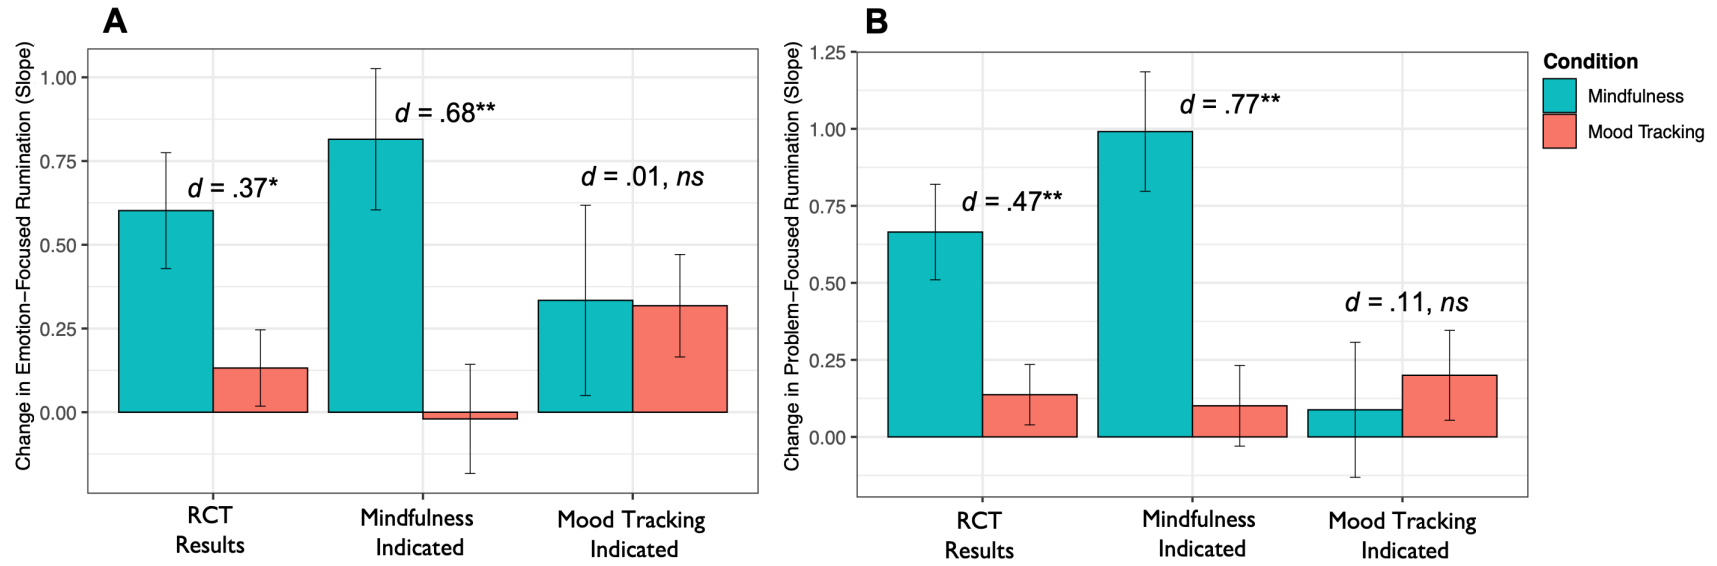 A
Change in Emotion−Focused Rumination (Slope)
1.00
0.75
0.50
0.25
0.00
d = .37*
d = .68**
d = .01, ns
RCT
Results
Mindfulness
Indicated
Mood Tracking
Indicated
B
Change in Problem−Focused Rumination (Slope)
1.25
1.00
0.75
0.50
0.25
0.00
d = .47**
d = .77**
d = .11, ns
RCT
Results
Mindfulness
Indicated
Mood Tracking
Indicated
Condition
Mindfulness
Mood Tracking